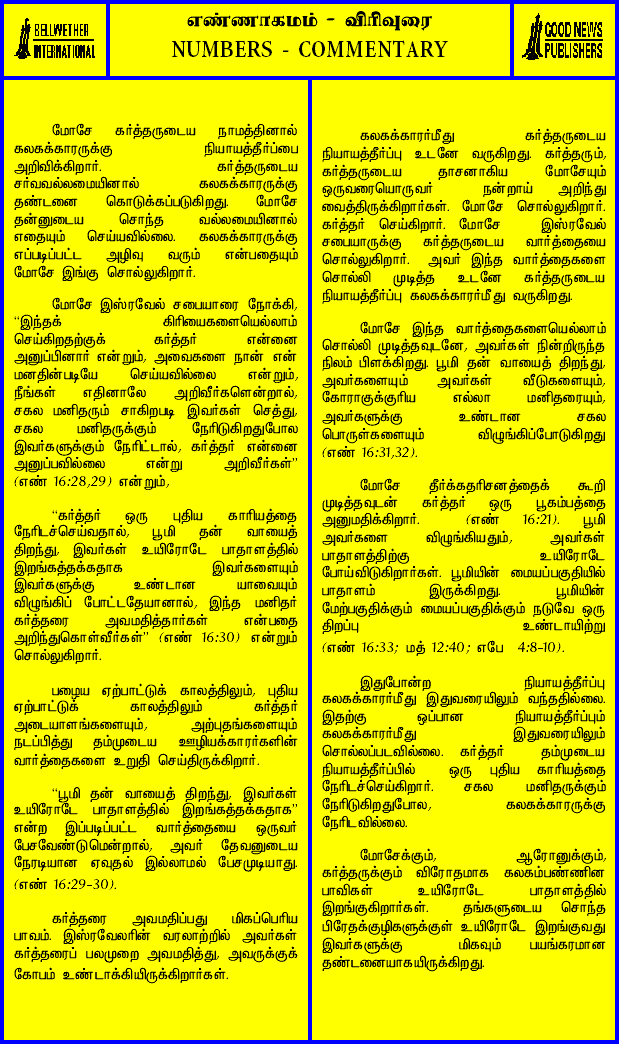 BELLWETHER
INTERNATIONAL
எண்ணாகமம் - விரிவுரை
NUMBERS - COMMENTARY
GOOD NEWS
PUBLISHERS
மோசே கர்த்தருடைய நாமத்தினால்
கலகக்காரருக்கு நியாயத்தீர்ப்பை
அறிவிக்கிறார். கர்த்தருடைய
சர்வவல்லமையினால் கலகக்காரருக்கு
தண்டனை கொடுக்கப்படுகிறது. மோசே
தன்னுடைய சொந்த வல்லமையினால்
எதையும் செய்யவில்லை. கலகக்காரருக்கு
எப்படிப்பட்ட அழிவு வரும் என்பதையும்
மோசே இங்கு சொல்லுகிறார்.
மோசே இஸ்ரவேல் சபையாரை நோக்கி,
“இந்தக் கிரியைகளையெல்லாம்
செய்கிறதற்குக் கர்த்தர் என்னை
அனுப்பினார் என்றும், அவைகளை நான் என்
மனதின்படியே செய்யவில்லை என்றும்,
நீங்கள் எதினாலே அறிவீர்களென்றால்,
சகல மனிதரும் சாகிறபடி இவர்கள் செத்து,
சகல மனிதருக்கும் நேரிடுகிறதுபோல
இவர்களுக்கும் நேரிட்டால், கர்த்தர் என்னை
அனுப்பவில்லை என்று அறிவீர்கள்”
(எண் 16:28,29) என்றும்,
“கர்த்தர் ஒரு புதிய காரியத்தை
நேரிடச்செய்வதால், பூமி தன் வாயைத்
திறந்து, இவர்கள் உயிரோடே பாதாளத்தில்
இறங்கத்தக்கதாக இவர்களையும்
இவர்களுக்கு உண்டான யாவையும்
விழுங்கிப் போட்டதேயானால், இந்த மனிதர்
கர்த்தரை அவமதித்தார்கள் என்பதை
அறிந்துகொள்வீர்கள்” (எண் 16:30) என்றும்
சொல்லுகிறார்.
பழைய ஏற்பாட்டுக் காலத்திலும், புதிய
ஏற்பாட்டுக் காலத்திலும் கர்த்தர்
அடையாளங்களையும், அற்புதங்களையும்
நடப்பித்து தம்முடைய ஊழியக்காரர்களின்
வார்த்தைகளை உறுதி செய்திருக்கிறார்.
“பூமி தன் வாயைத் திறந்து, இவர்கள்
உயிரோடே பாதாளத்தில் இறங்கத்தக்கதாக”
என்ற இப்படிப்பட்ட வார்த்தையை ஒருவர்
பேசவேண்டுமென்றால், அவர் தேவனுடைய
நேரடியான ஏவுதல் இல்லாமல் பேசமுடியாது.
(எண் 16:29-30).
கர்த்தரை அவமதிப்பது மிகப்பெரிய
பாவம். இஸ்ரவேலரின் வரலாற்றில் அவர்கள்
கர்த்தரைப் பலமுறை அவமதித்து, அவருக்குக்
கோபம் உண்டாக்கியிருக்கிறார்கள்.
கலகக்காரர்மீது கர்த்தருடைய
நியாயத்தீர்ப்பு உடனே வருகிறது. கர்த்தரும்,
கர்த்தருடைய தாசனாகிய மோசேயும்
ஒருவரையொருவர் நன்றாய் அறிந்து
வைத்திருக்கிறார்கள். மோசே சொல்லுகிறார்.
கர்த்தர் செய்கிறார். மோசே இஸ்ரவேல்
சபையாருக்கு கர்த்தருடைய வார்த்தையை
சொல்லுகிறார். அவர் இந்த வார்த்தைகளை
சொல்லி முடித்த உடனே கர்த்தருடைய
நியாயத்தீர்ப்பு கலகக்காரர்மீது வருகிறது.
மோசே இந்த வார்த்தைகளையெல்லாம்
சொல்லி முடித்தவுடனே, அவர்கள் நின்றிருந்த
நிலம் பிளக்கிறது. பூமி தன் வாயைத் திறந்து,
அவர்களையும் அவர்கள் வீடுகளையும்,
கோராகுக்குரிய எல்லா மனிதரையும்,
அவர்களுக்கு உண்டான சகல
பொருள்களையும் விழுங்கிப்போடுகிறது
(எண் 16:31,32).
மோசே தீர்க்கதரிசனத்தைக் கூறி
முடித்தவுடன் கர்த்தர் ஒரு பூகம்பத்தை
அனுமதிக்கிறார். (எண் 16:21). பூமி
அவர்களை விழுங்கியதும், அவர்கள்
பாதாளத்திற்கு உயிரோடே
போய்விடுகிறார்கள். பூமியின் மையப்பகுதியில்
பாதாளம் இருக்கிறது. பூமியின்
மேற்பகுதிக்கும் மையப்பகுதிக்கும் நடுவே ஒரு
திறப்பு உண்டாயிற்று
(எண் 16:33; மத் 12:40; எபே 4:8-10).
இதுபோன்ற நியாயத்தீர்ப்பு
கலகக்காரர்மீது இதுவரையிலும் வந்ததில்லை.
இதற்கு ஒப்பான நியாயத்தீர்ப்பும்
கலகக்காரர்மீது இதுவரையிலும்
சொல்லப்படவில்லை. கர்த்தர் தம்முடைய
நியாயத்தீர்ப்பில் ஒரு புதிய காரியத்தை
நேரிடச்செய்கிறார். சகல மனிதருக்கும்
நேரிடுகிறதுபோல, கலகக்காரருக்கு
நேரிடவில்லை.
மோசேக்கும், ஆரோனுக்கும்,
கர்த்தருக்கும் விரோதமாக கலகம்பண்ணின
பாவிகள் உயிரோடே பாதாளத்தில்
இறங்குகிறார்கள். தங்களுடைய சொந்த
பிரேதக்குழிகளுக்குள் உயிரோடே இறங்குவது
இவர்களுக்கு மிகவும் பயங்கரமான
தண்டனையாகயிருக்கிறது.